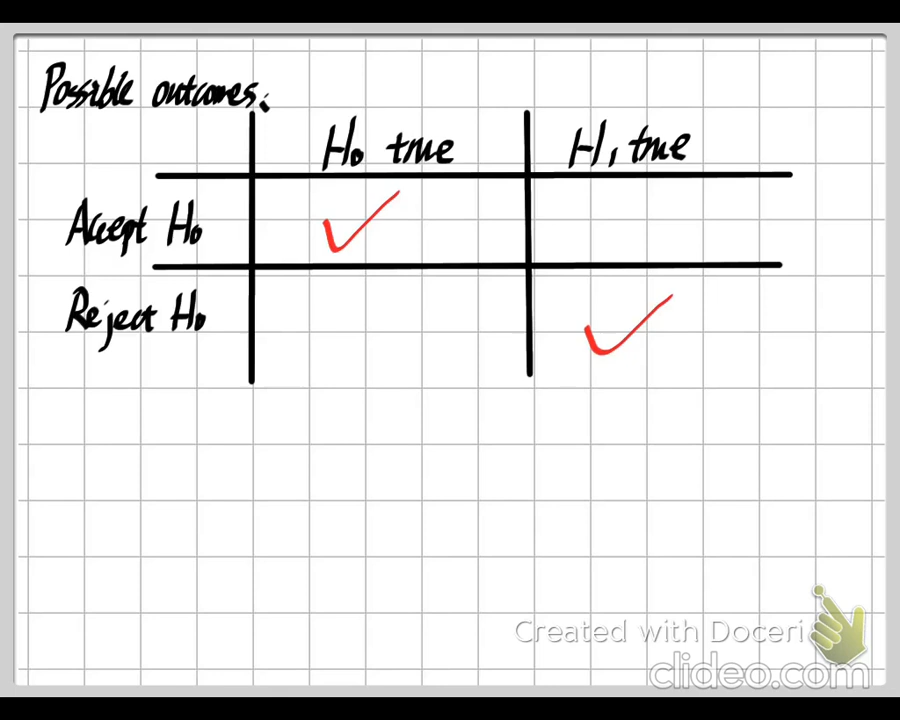 Possible outcomes:
H₀ true H₁ true
Accept H₀
Reject H₀
Created with Doceri
clideo.com